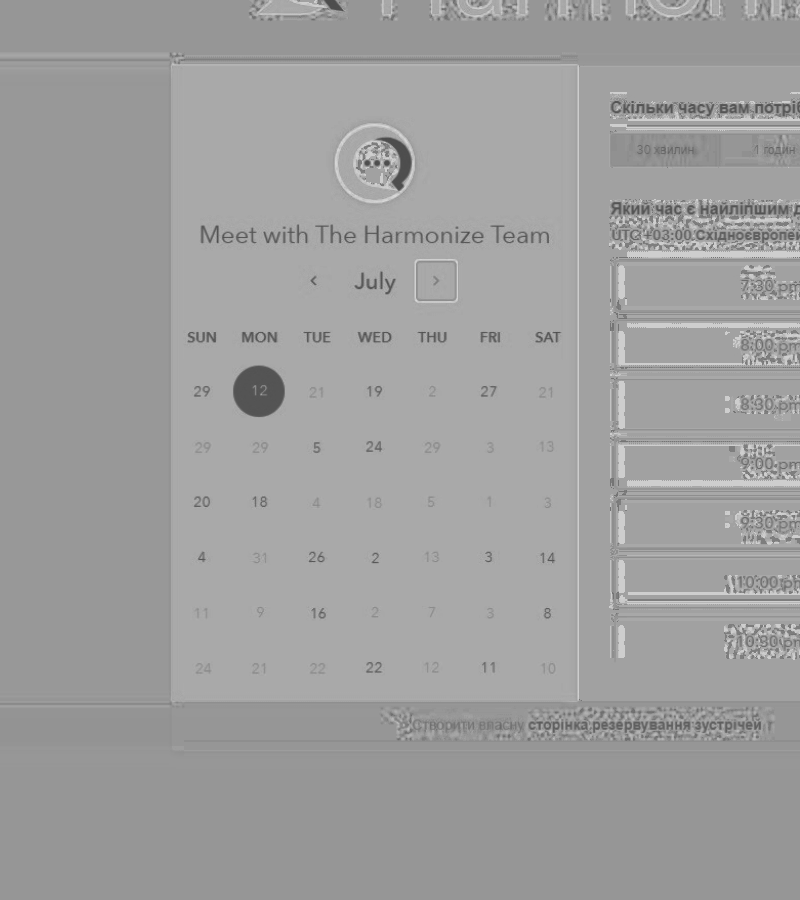 Harmoni
Meet with The Harmonize Team
‹ July ›
SUN MON TUE WED THU FRI SAT
29 12 21 19 2 27 21
29 29 5 24 29 3 13
20 18 4 18 5 1 3
4 31 26 2 13 3 14
11 9 16 2 7 3 8
24 21 22 22 12 11 10
Скільки часу вам потріб
30 хвилин 1 годин
Який час є найліпшим д
UTC +03:00 Східноєвропей
7:30 pm
8:00 pm
8:30 pm
9:00 pm
9:30 pm
10:00 pm
10:30 pm
Створити власну сторінка резервування зустрічей